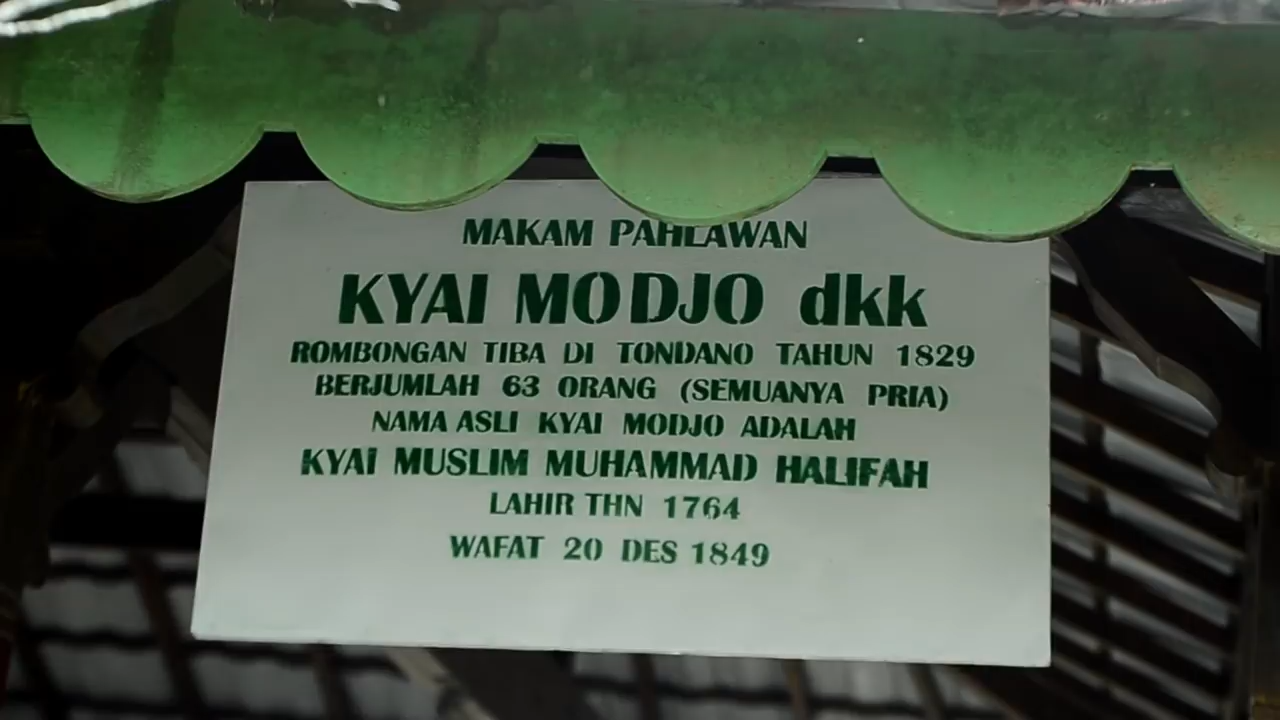 MAKAM PAHLAWAN
KYAI MODJO dkk
ROMBONGAN TIBA DI TONDANO TAHUN 1829
BERJUMLAH 63 ORANG (SEMUANYA PRIA)
NAMA ASLI KYAI MODJO ADALAH
KYAI MUSLIM MUHAMMAD HALIFAH
LAHIR THN 1764
WAFAT 20 DES 1849